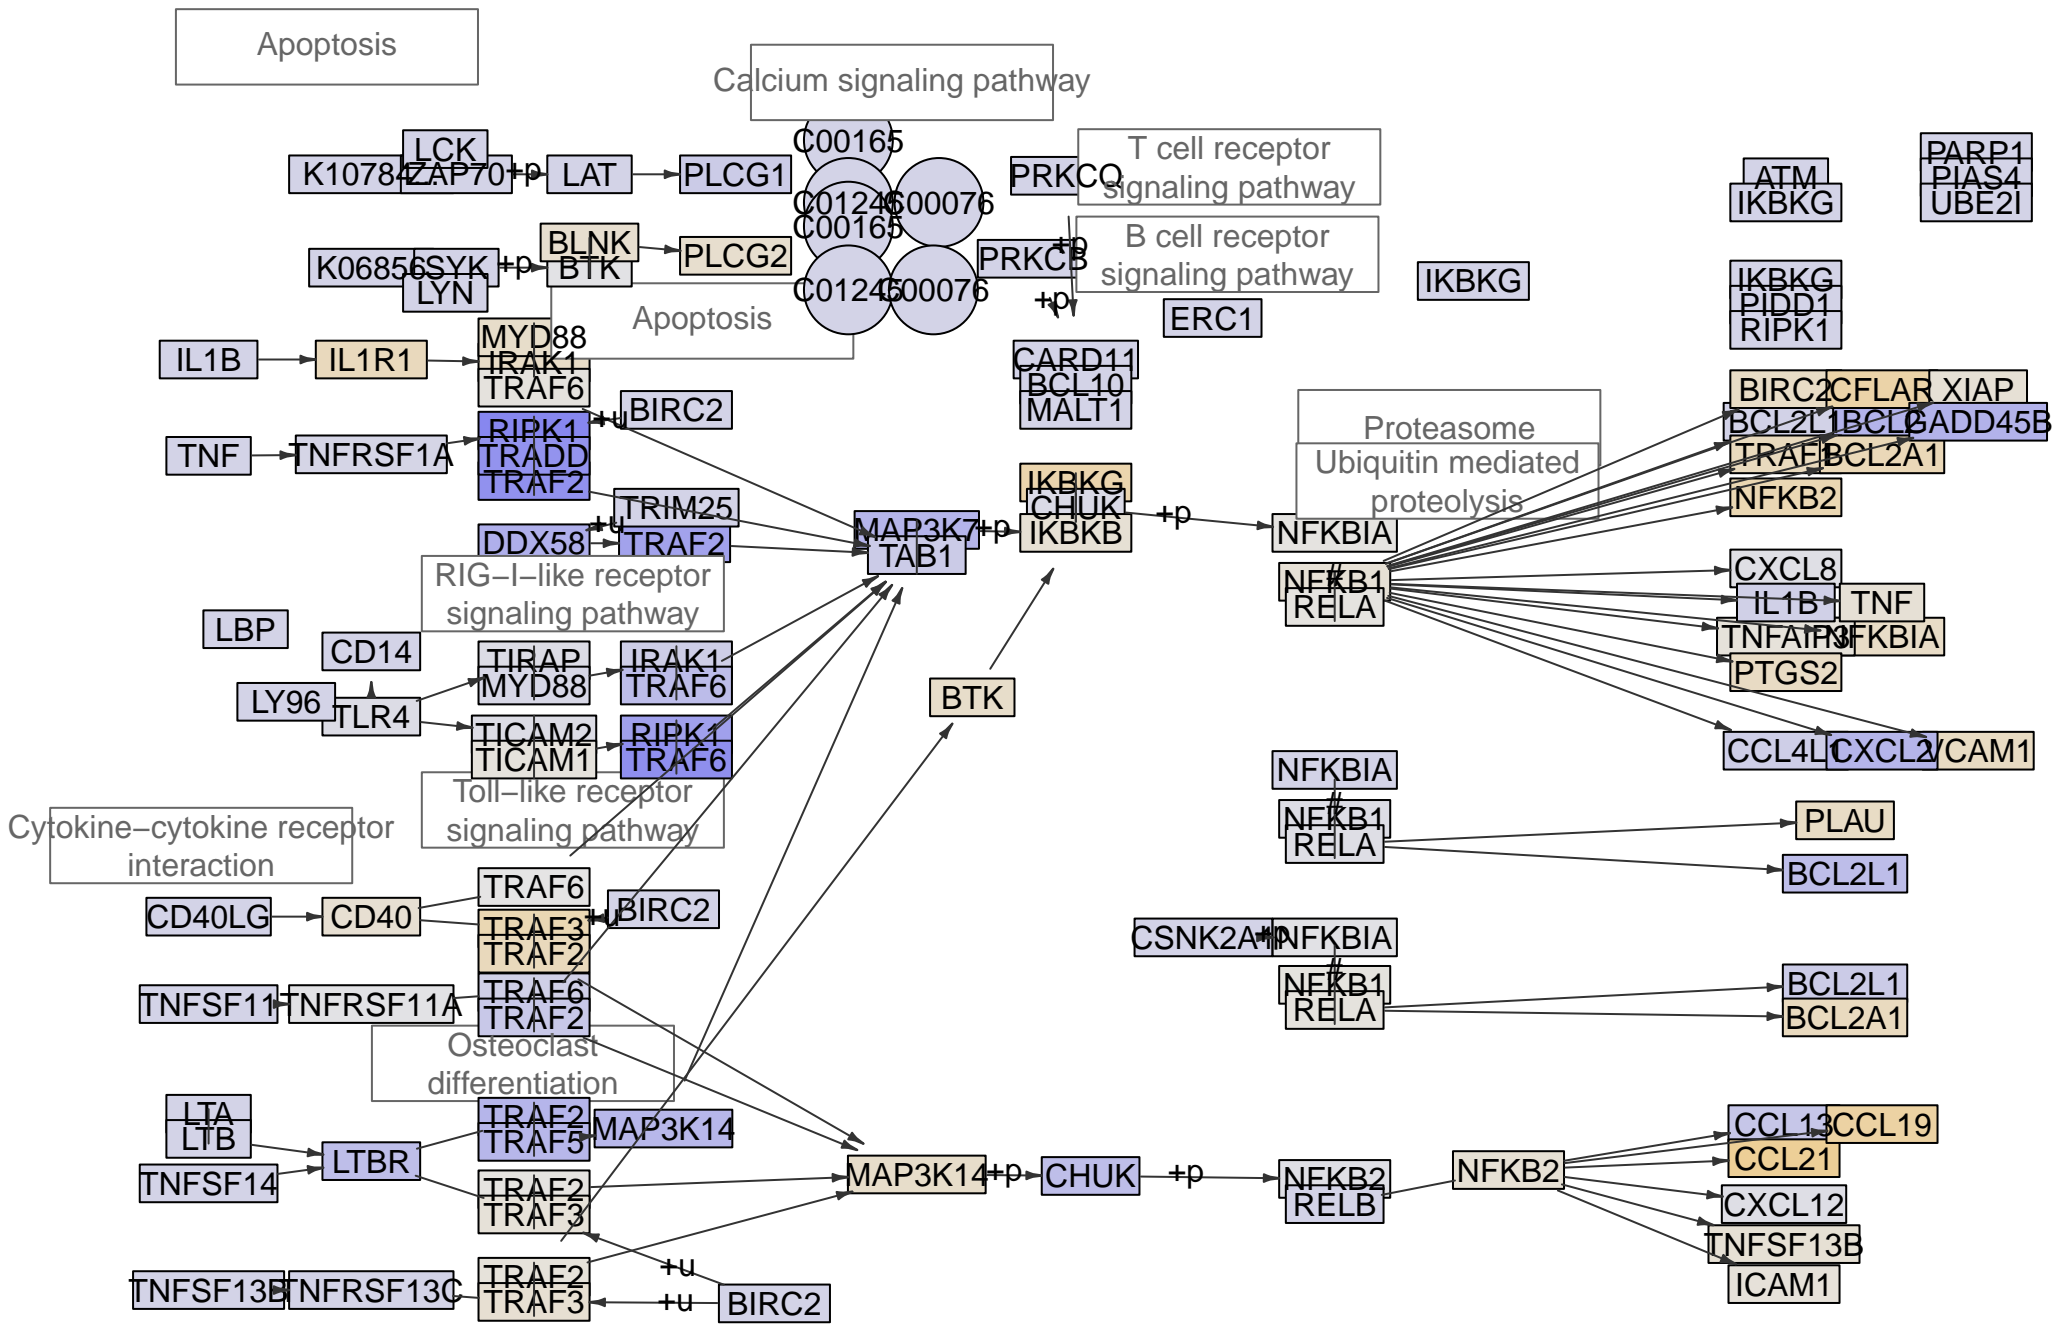 Apoptosis
Calcium signaling pathway
LCK
K10784
ZAP70
+p
LAT
PLCG1
C00165
C01246
C00076
C00165
PRKCQ
T cell receptor
signaling pathway
ATM
IKBKG
PARP1
PIAS4
UBE2I
K06856
SYK
LYN
+p
BLNK
BTK
PLCG2
C01245
C00076
PRKCB
+p
+p
B cell receptor
signaling pathway
ERC1
IKBKG
IKBKG
PIDD1
RIPK1
Apoptosis
IL1B
IL1R1
MYD88
IRAK1
TRAF6
CARD11
BCL10
MALT1
TNF
TNFRSF1A
RIPK1
TRADD
TRAF2
+u
BIRC2
Proteasome
Ubiquitin mediated
proteolysis
BIRC2
CFLAR
XIAP
BCL2L1
BCL2
GADD45B
TRAF1
BCL2A1
NFKB2
TRIM25
+u
DDX58
TRAF2
MAP3K7
TAB1
+p
IKBKG
CHUK
IKBKB
+p
NFKBIA
NFKB1
RELA
CXCL8
IL1B
TNF
TNFAIP3
NFKBIA
PTGS2
CCL4L1
CXCL2
VCAM1
RIG−I−like receptor
signaling pathway
LBP
CD14
LY96
TLR4
TIRAP
MYD88
IRAK1
TRAF6
TICAM2
TICAM1
RIPK1
TRAF6
BTK
Toll−like receptor
signaling pathway
Cytokine−cytokine receptor
interaction
NFKBIA
NFKB1
RELA
PLAU
BCL2L1
CD40LG
CD40
TRAF6
TRAF3
TRAF2
+u
BIRC2
CSNK2A1
+p
NFKBIA
NFKB1
RELA
BCL2L1
BCL2A1
TNFSF11
TNFRSF11A
TRAF6
TRAF2
Osteoclast
differentiation
LTA
LTB
TNFSF14
LTBR
TRAF2
TRAF5
MAP3K14
TRAF2
TRAF3
MAP3K14
+p
CHUK
+p
NFKB2
RELB
NFKB2
CCL13
CCL19
CCL21
CXCL12
TNFSF13B
ICAM1
TNFSF13B
TNFRSF13C
TRAF2
TRAF3
+u
+u
BIRC2